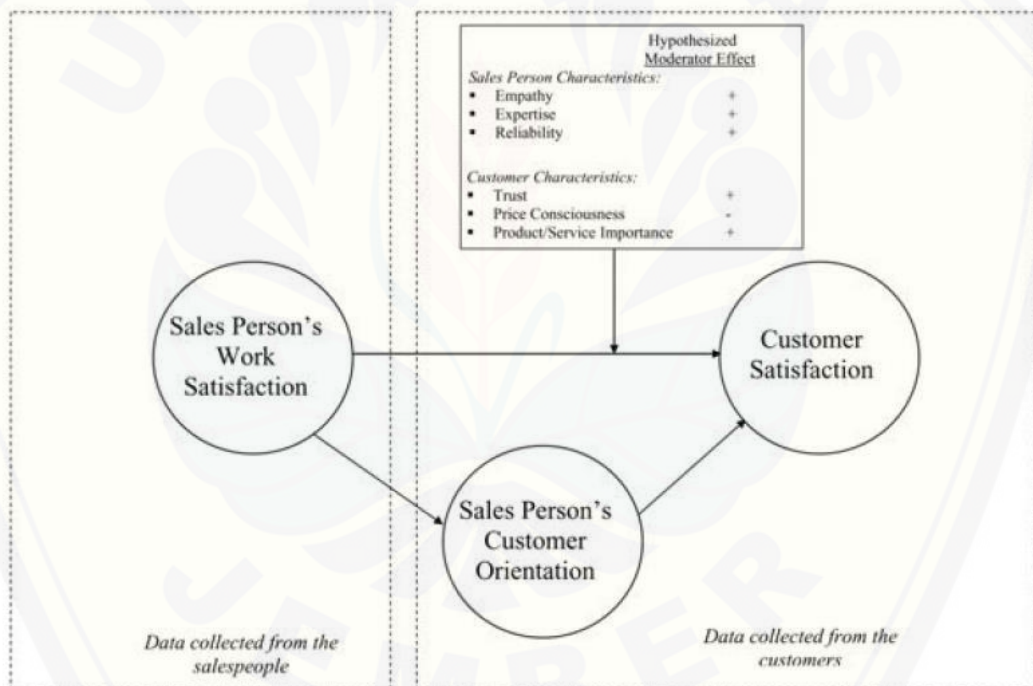 Hypothesized
Moderator Effect
Sales Person Characteristics:
▪ Empathy +
▪ Expertise +
▪ Reliability +
Customer Characteristics:
▪ Trust +
▪ Price Consciousness -
▪ Product/Service Importance +
Sales Person's
Work
Satisfaction
Customer
Satisfaction
Sales Person's
Customer
Orientation
Data collected from the
salespeople
Data collected from the
customers
JEMBER